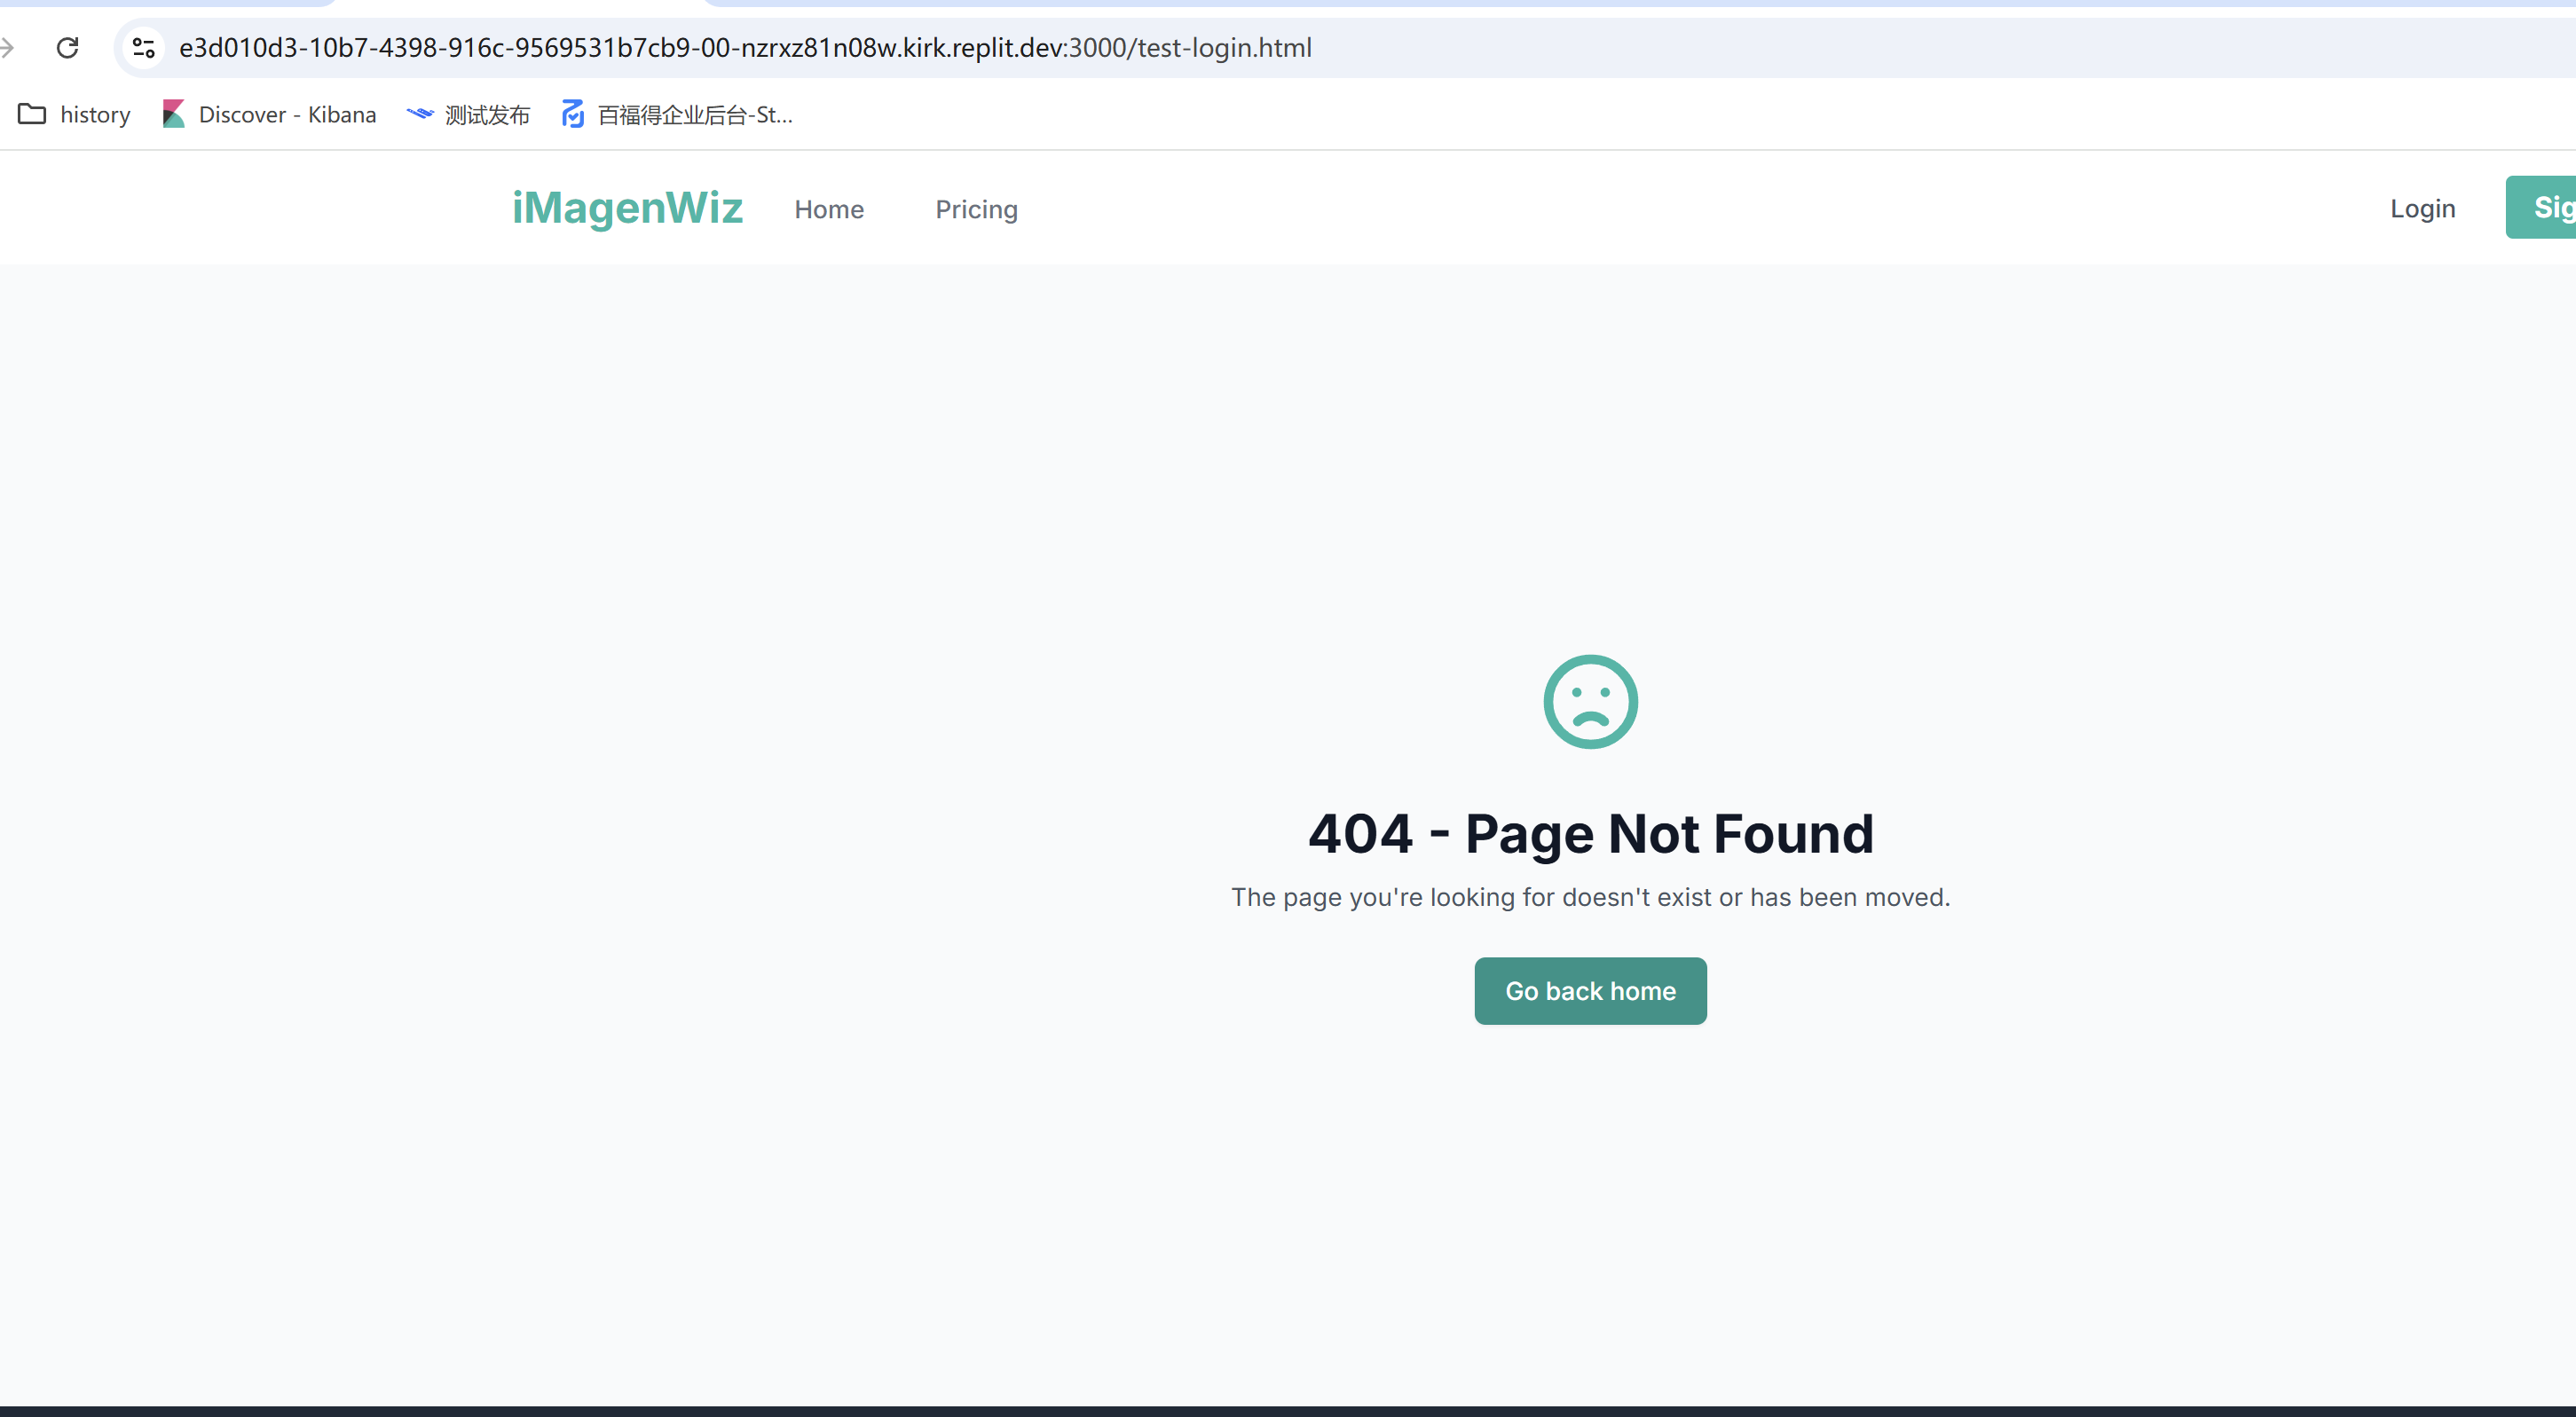 e3d010d3-10b7-4398-916c-9569531b7cb9-00-nzrxz81n08w.kirk.replit.dev:3000/test-login.html
history Discover - Kibana 测试发布 百福得企业后台-St...
iMagenWiz Home Pricing Login Sig
404 - Page Not Found
The page you're looking for doesn't exist or has been moved.
Go back home